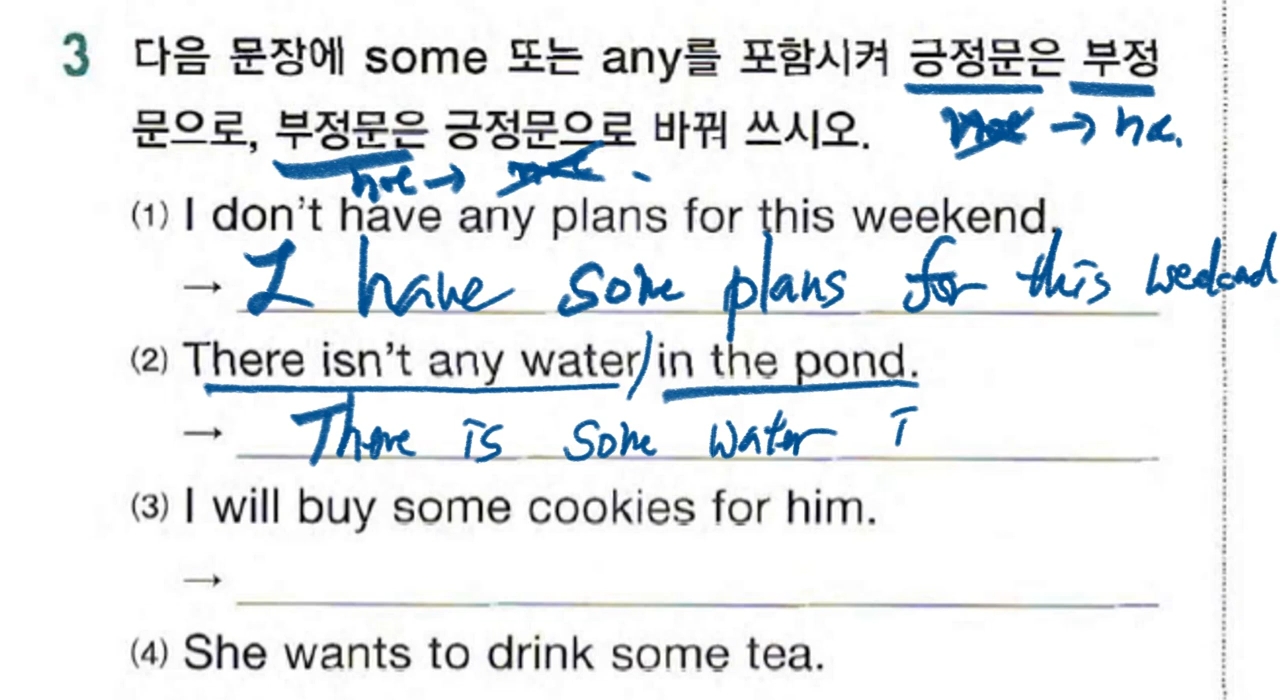 3 다음 문장에 some 또는 any를 포함시켜 긍정문은 부정
문으로, 부정문은 긍정문으로 바꿔 쓰시오.
not → not.
not → not.
(1) I don't have any plans for this weekend.
→ I have some plans for this weekend
(2) There isn't any water/in the pond.
→ There is some water i
(3) I will buy some cookies for him.
→
(4) She wants to drink some tea.